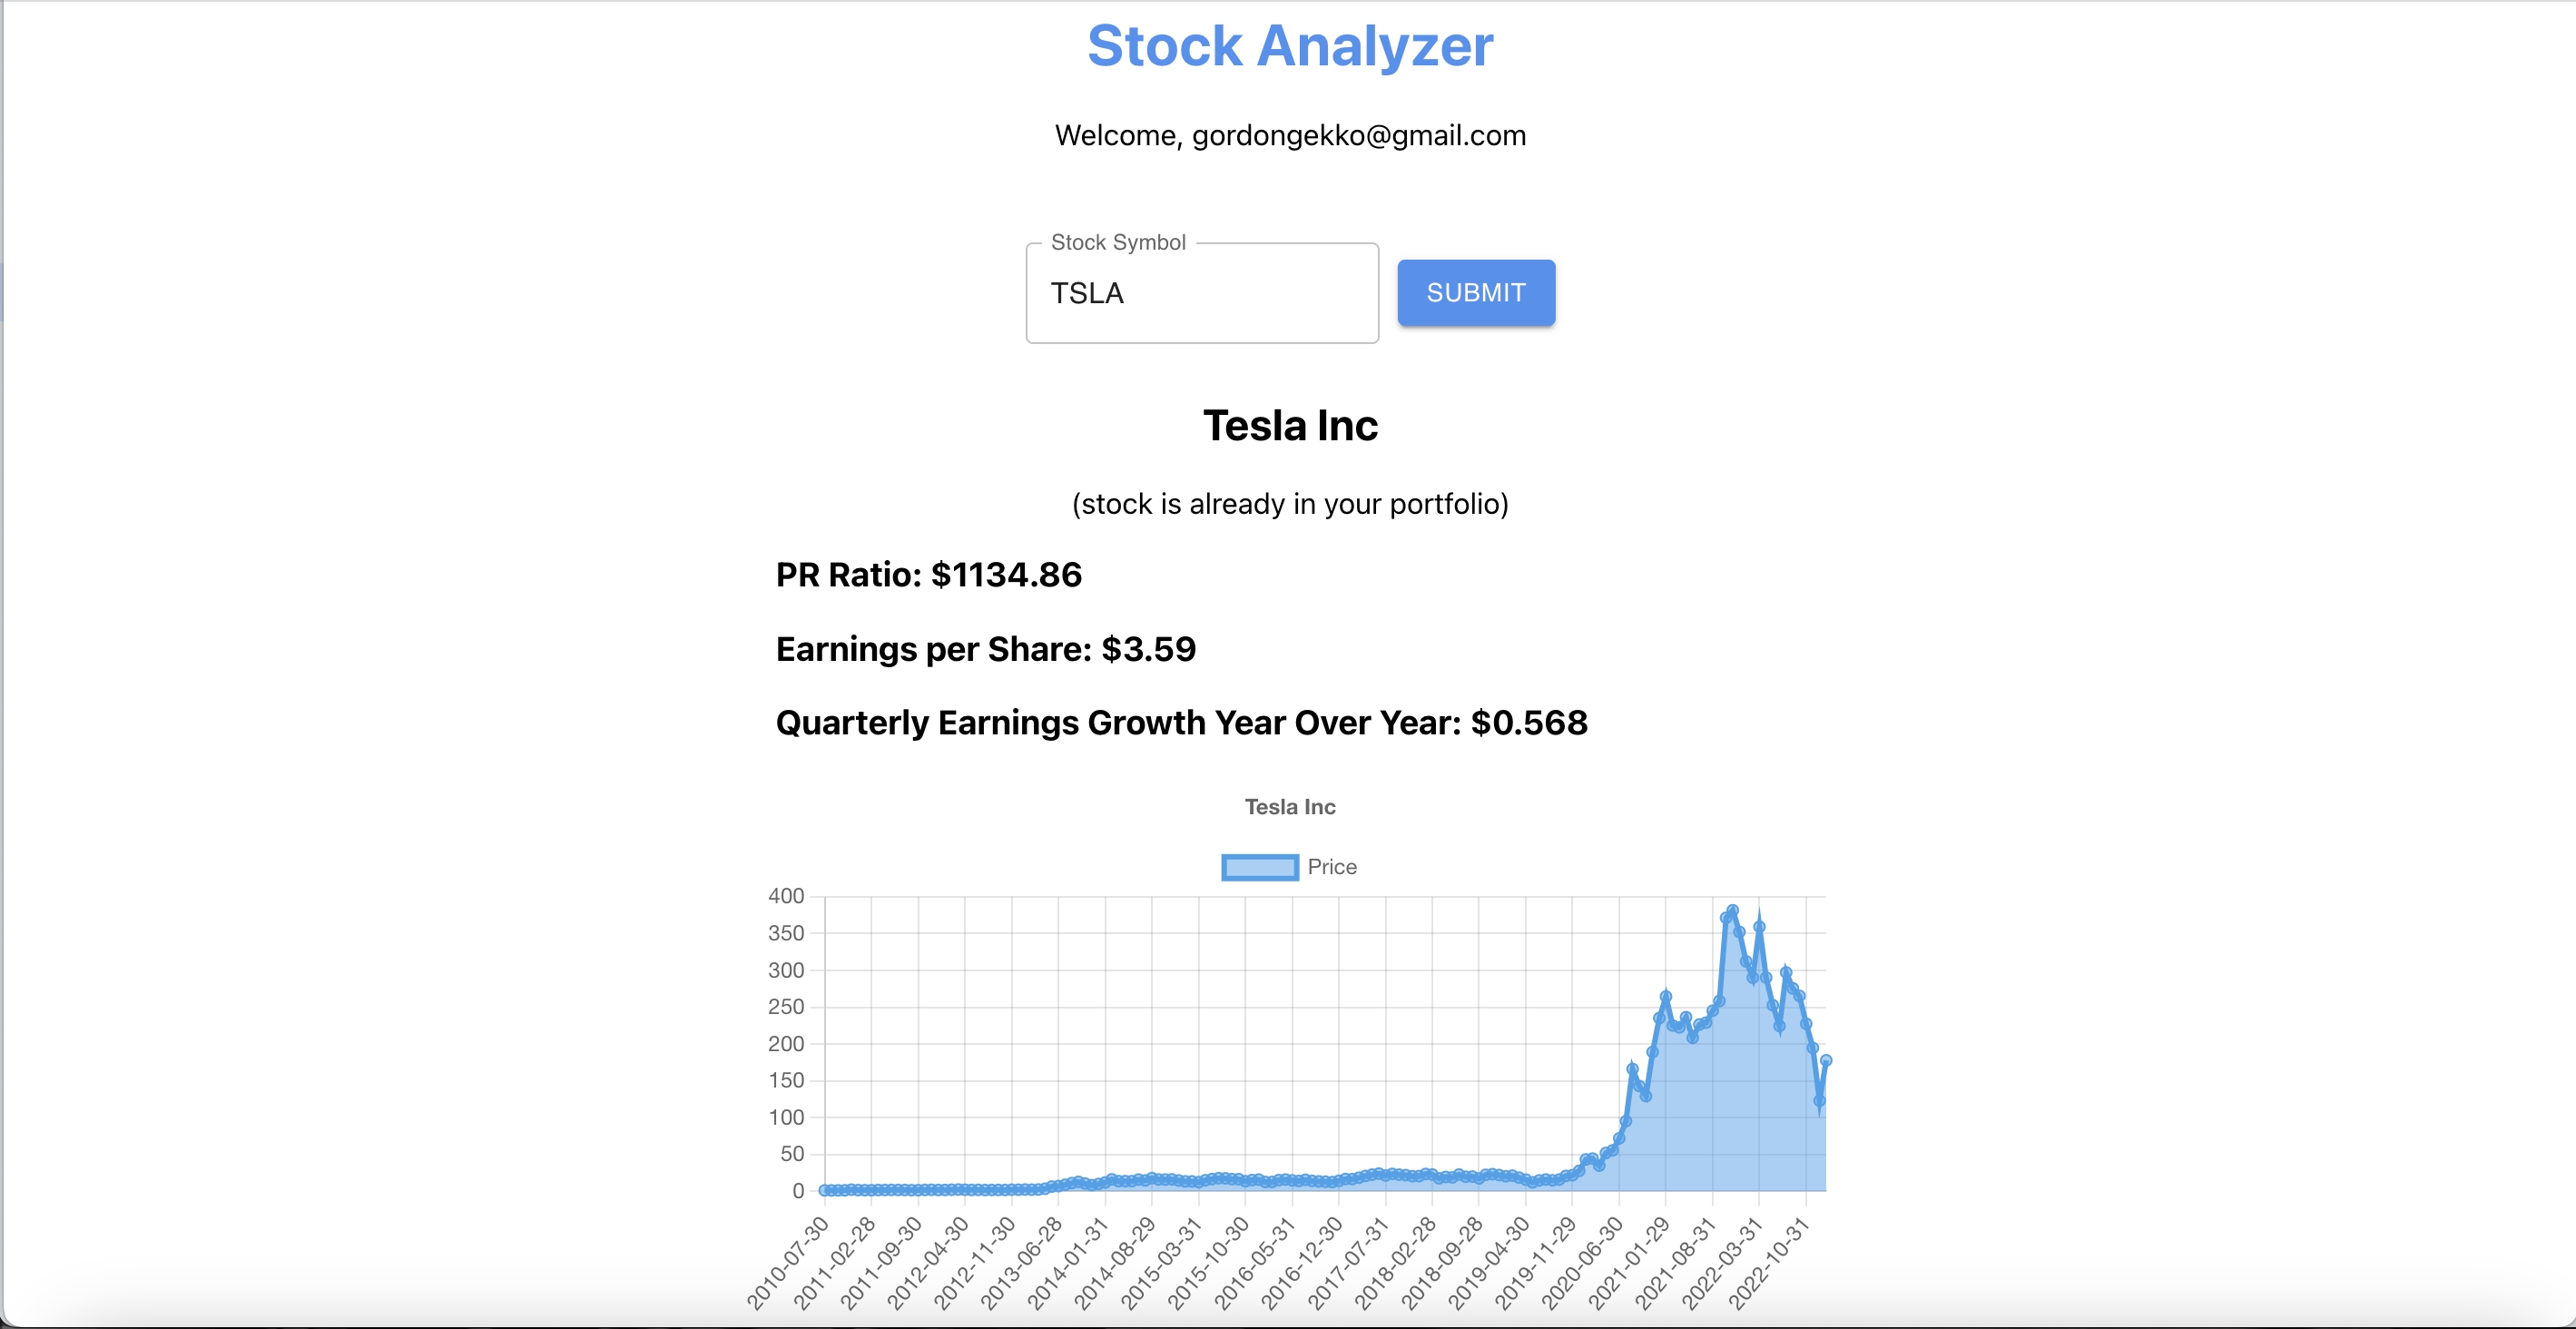 Stock Analyzer
Welcome, gordongekko@gmail.com
Stock Symbol
TSLA
SUBMIT
Tesla Inc
(stock is already in your portfolio)
PR Ratio: $1134.86
Earnings per Share: $3.59
Quarterly Earnings Growth Year Over Year: $0.568
Tesla Inc
Price
400
350
300
250
200
150
100
50
0
2010-07-30
2011-02-28
2011-09-30
2012-04-30
2012-11-30
2013-06-28
2014-01-31
2014-08-29
2015-03-31
2015-10-30
2016-05-31
2016-12-30
2017-07-31
2018-02-28
2018-09-28
2019-04-30
2019-11-29
2020-06-30
2021-01-29
2021-08-31
2022-03-31
2022-10-31